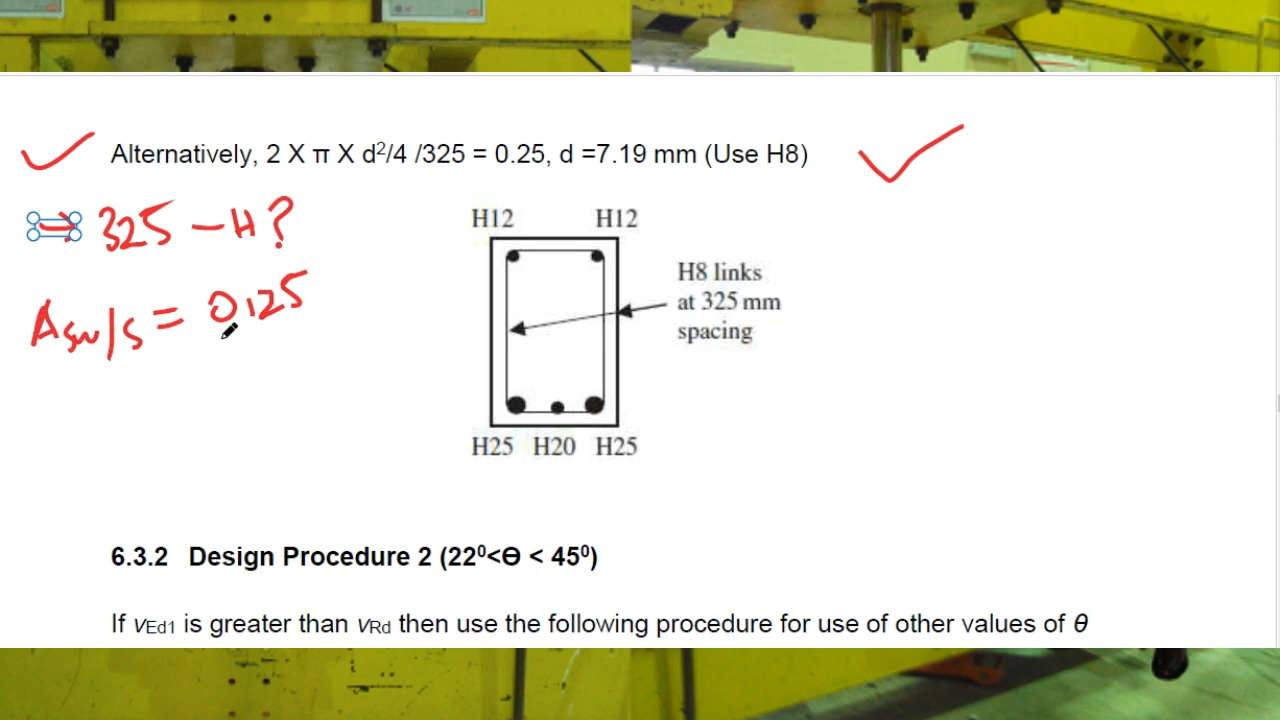 Alternatively, 2 X π X d²/4 /325 = 0.25, d =7.19 mm (Use H8)
⇒ 325 – H ?
Asw/s = 0.25
H12 H12
H8 links
at 325 mm
spacing
H25 H20 H25
6.3.2 Design Procedure 2 (22⁰<ϴ < 45⁰)
If vEd1 is greater than vRd then use the following procedure for use of other values of θ